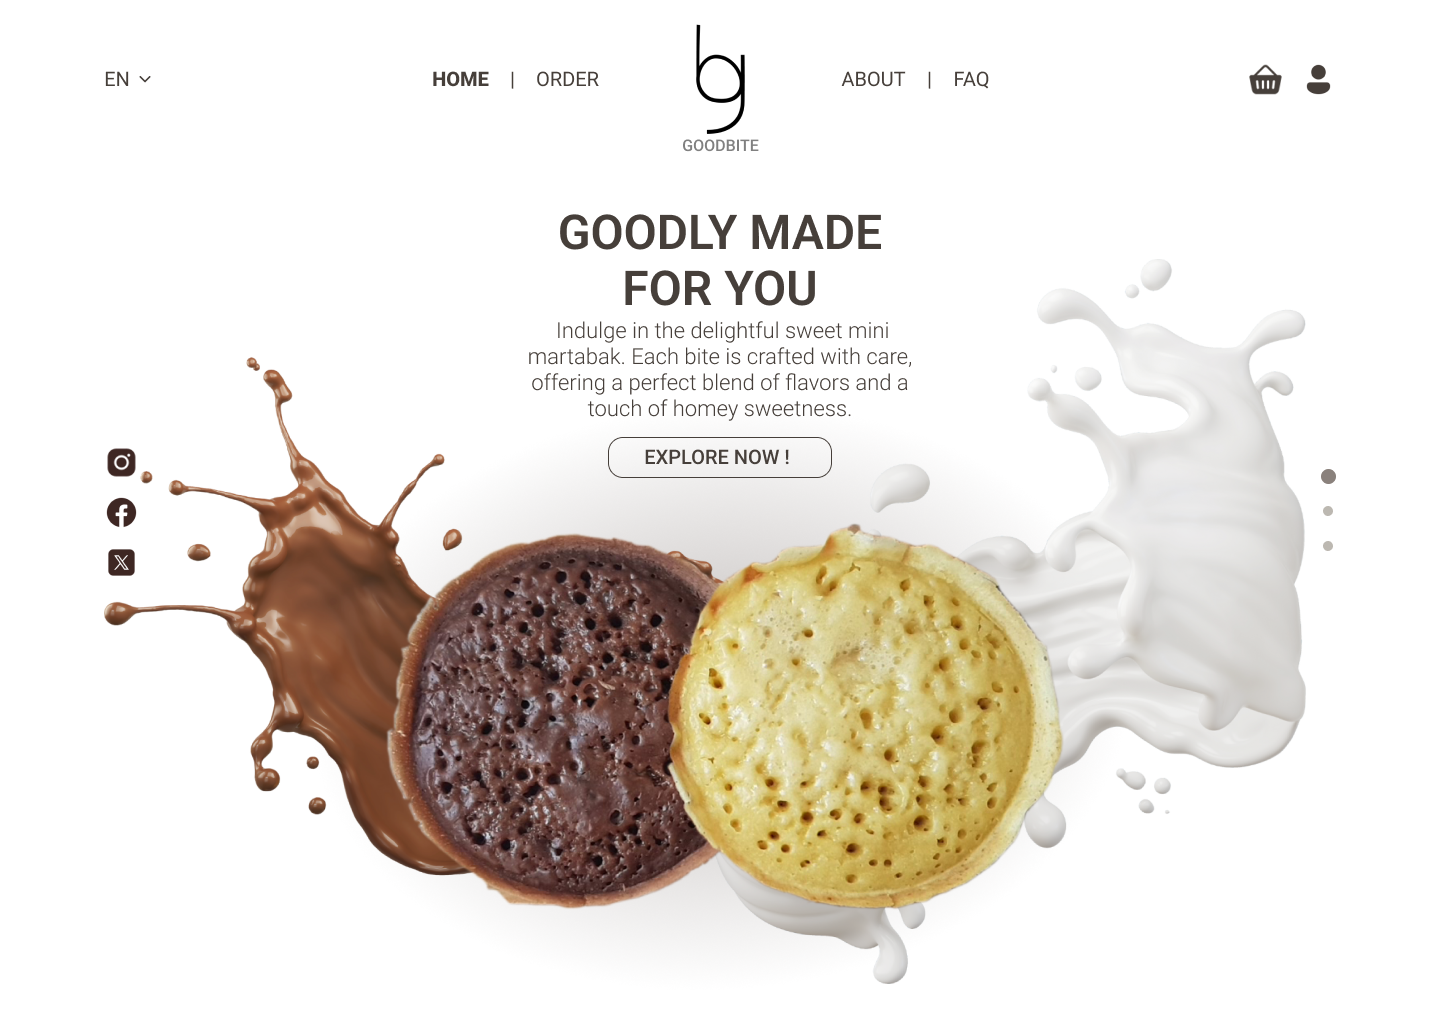 EN
HOME | ORDER
bg
ABOUT | FAQ
GOODBITE
GOODLY MADE
FOR YOU
Indulge in the delightful sweet mini
martabak. Each bite is crafted with care,
offering a perfect blend of flavors and a
touch of homey sweetness.
EXPLORE NOW !